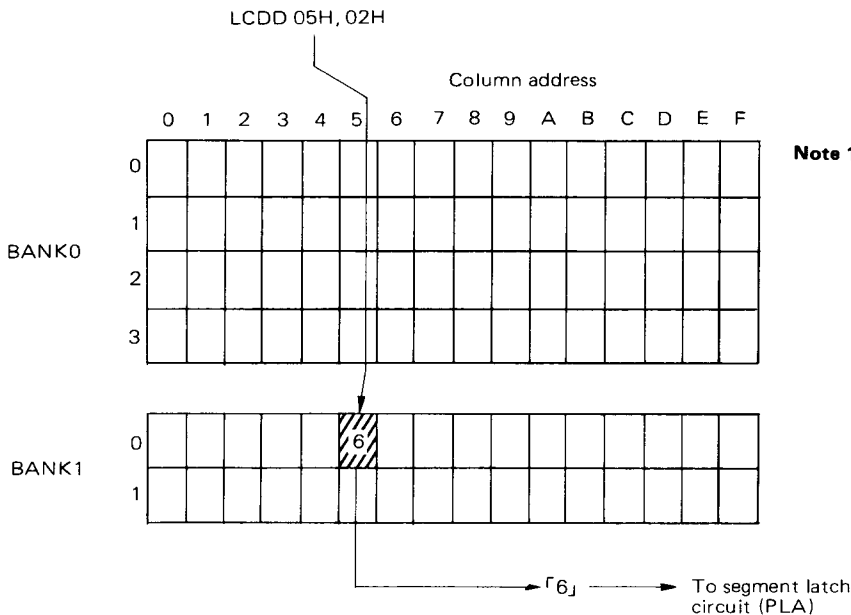 LCDD 05H, 02H
Column address
0 1 2 3 4 5 6 7 8 9 A B C D E F
Note 1
0
1
BANK0
2
3
0 6
BANK1
1
「6」 To segment latch
circuit (PLA)